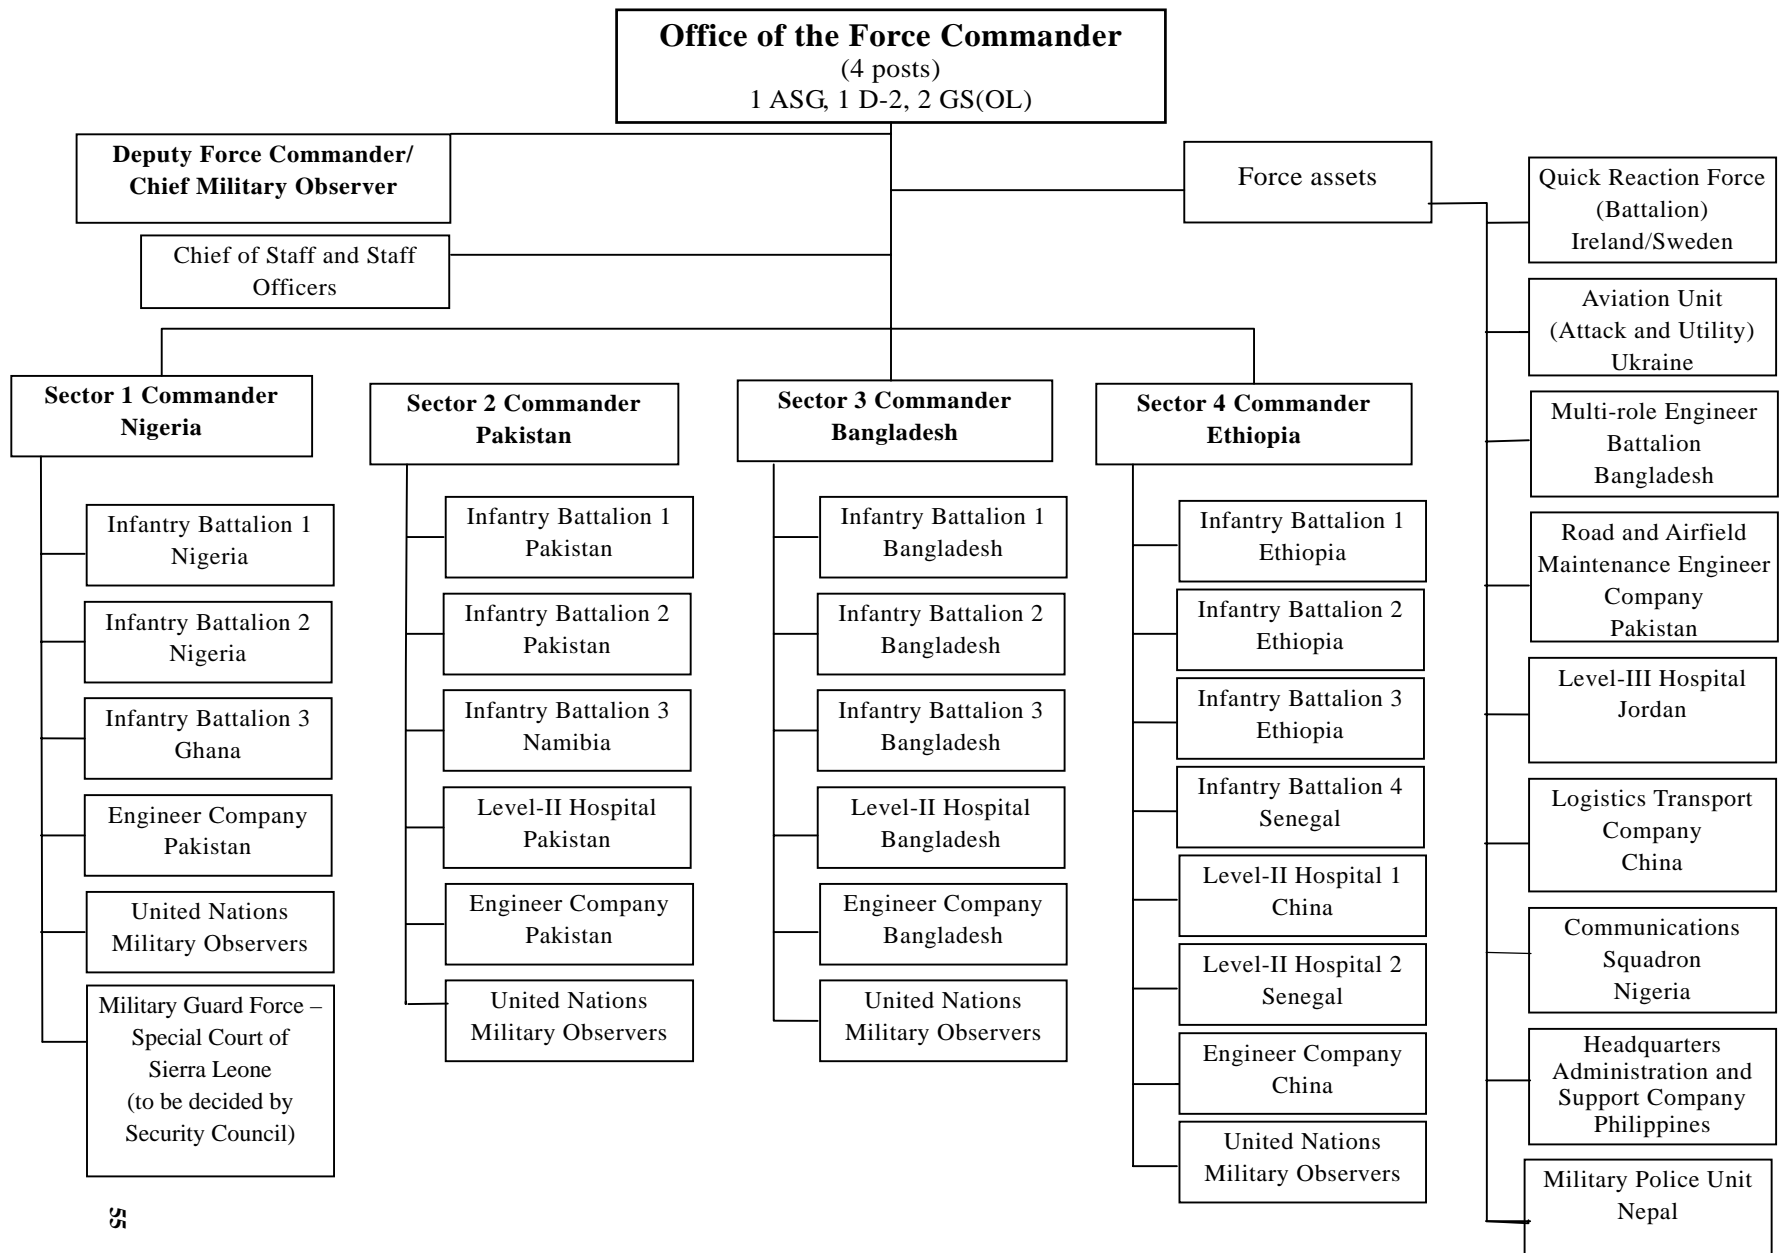 Office of the Force Commander
(4 posts)
1 ASG, 1 D-2, 2 GS(OL)
Deputy Force Commander/
Chief Military Observer
Chief of Staff and Staff
Officers
Force assets
Sector 1 Commander
Nigeria
Infantry Battalion 1
Nigeria
Infantry Battalion 2
Nigeria
Infantry Battalion 3
Ghana
Engineer Company
Pakistan
United Nations
Military Observers
Military Guard Force –
Special Court of
Sierra Leone
(to be decided by
Security Council)
Sector 2 Commander
Pakistan
Infantry Battalion 1
Pakistan
Infantry Battalion 2
Pakistan
Infantry Battalion 3
Namibia
Level-II Hospital
Pakistan
Engineer Company
Pakistan
United Nations
Military Observers
Sector 3 Commander
Bangladesh
Infantry Battalion 1
Bangladesh
Infantry Battalion 2
Bangladesh
Infantry Battalion 3
Bangladesh
Level-II Hospital
Bangladesh
Engineer Company
Bangladesh
United Nations
Military Observers
Sector 4 Commander
Ethiopia
Infantry Battalion 1
Ethiopia
Infantry Battalion 2
Ethiopia
Infantry Battalion 3
Ethiopia
Infantry Battalion 4
Senegal
Level-II Hospital 1
China
Level-II Hospital 2
Senegal
Engineer Company
China
United Nations
Military Observers
Quick Reaction Force
(Battalion)
Ireland/Sweden
Aviation Unit
(Attack and Utility)
Ukraine
Multi-role Engineer
Battalion
Bangladesh
Road and Airfield
Maintenance Engineer
Company
Pakistan
Level-III Hospital
Jordan
Logistics Transport
Company
China
Communications
Squadron
Nigeria
Headquarters
Administration and
Support Company
Philippines
Military Police Unit
Nepal
55